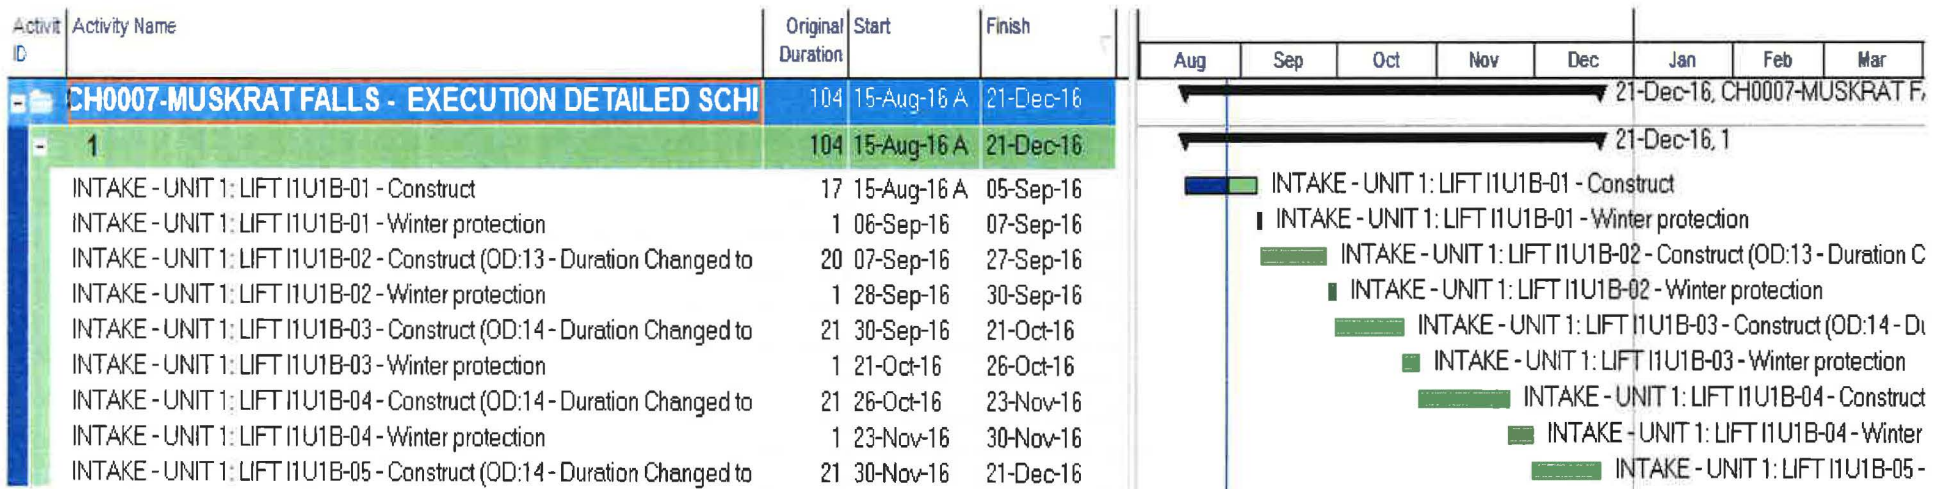 Activit Activity Name Original Start Finish
ID Duration
Aug Sep Oct Nov Dec Jan Feb Mar
CH0007-MUSKRAT FALLS - EXECUTION DETAILED SCHI 104 15-Aug-16 A 21-Dec-16 21-Dec-16, CH0007-MUSKRAT F
1 104 15-Aug-16 A 21-Dec-16 21-Dec-16, 1
INTAKE - UNIT 1: LIFT I1U1B-01 - Construct 17 15-Aug-16 A 05-Sep-16 INTAKE - UNIT 1: LIFT I1U1B-01 - Construct
INTAKE - UNIT 1: LIFT I1U1B-01 - Winter protection 1 06-Sep-16 07-Sep-16 INTAKE - UNIT 1: LIFT I1U1B-01 - Winter protection
INTAKE - UNIT 1: LIFT I1U1B-02 - Construct (OD:13 - Duration Changed to 20 07-Sep-16 27-Sep-16 INTAKE - UNIT 1: LIFT I1U1B-02 - Construct (OD:13 - Duration C
INTAKE - UNIT 1: LIFT I1U1B-02 - Winter protection 1 28-Sep-16 30-Sep-16 INTAKE - UNIT 1: LIFT I1U1B-02 - Winter protection
INTAKE - UNIT 1: LIFT I1U1B-03 - Construct (OD:14 - Duration Changed to 21 30-Sep-16 21-Oct-16 INTAKE - UNIT 1: LIFT I1U1B-03 - Construct (OD:14 - Du
INTAKE - UNIT 1: LIFT I1U1B-03 - Winter protection 1 21-Oct-16 26-Oct-16 INTAKE - UNIT 1: LIFT I1U1B-03 - Winter protection
INTAKE - UNIT 1: LIFT I1U1B-04 - Construct (OD:14 - Duration Changed to 21 26-Oct-16 23-Nov-16 INTAKE - UNIT 1: LIFT I1U1B-04 - Construct
INTAKE - UNIT 1: LIFT I1U1B-04 - Winter protection 1 23-Nov-16 30-Nov-16 INTAKE - UNIT 1: LIFT I1U1B-04 - Winter
INTAKE - UNIT 1: LIFT I1U1B-05 - Construct (OD:14 - Duration Changed to 21 30-Nov-16 21-Dec-16 INTAKE - UNIT 1: LIFT I1U1B-05 -